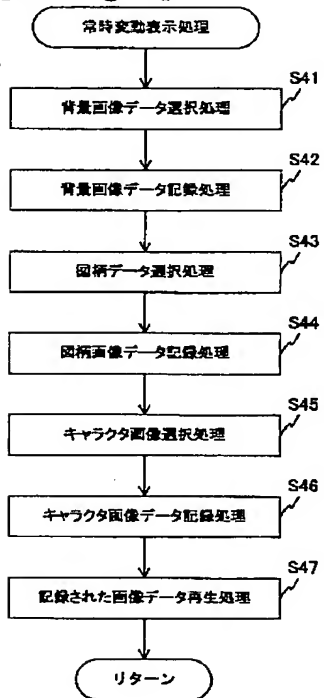 常時変動表示処理
S41
背景画像データ選択処理
S42
背景画像データ記録処理
S43
図柄データ選択処理
S44
図柄画像データ記録処理
S45
キャラクタ画像選択処理
S46
キャラクタ画像データ記録処理
S47
記録された画像データ再生処理
リターン